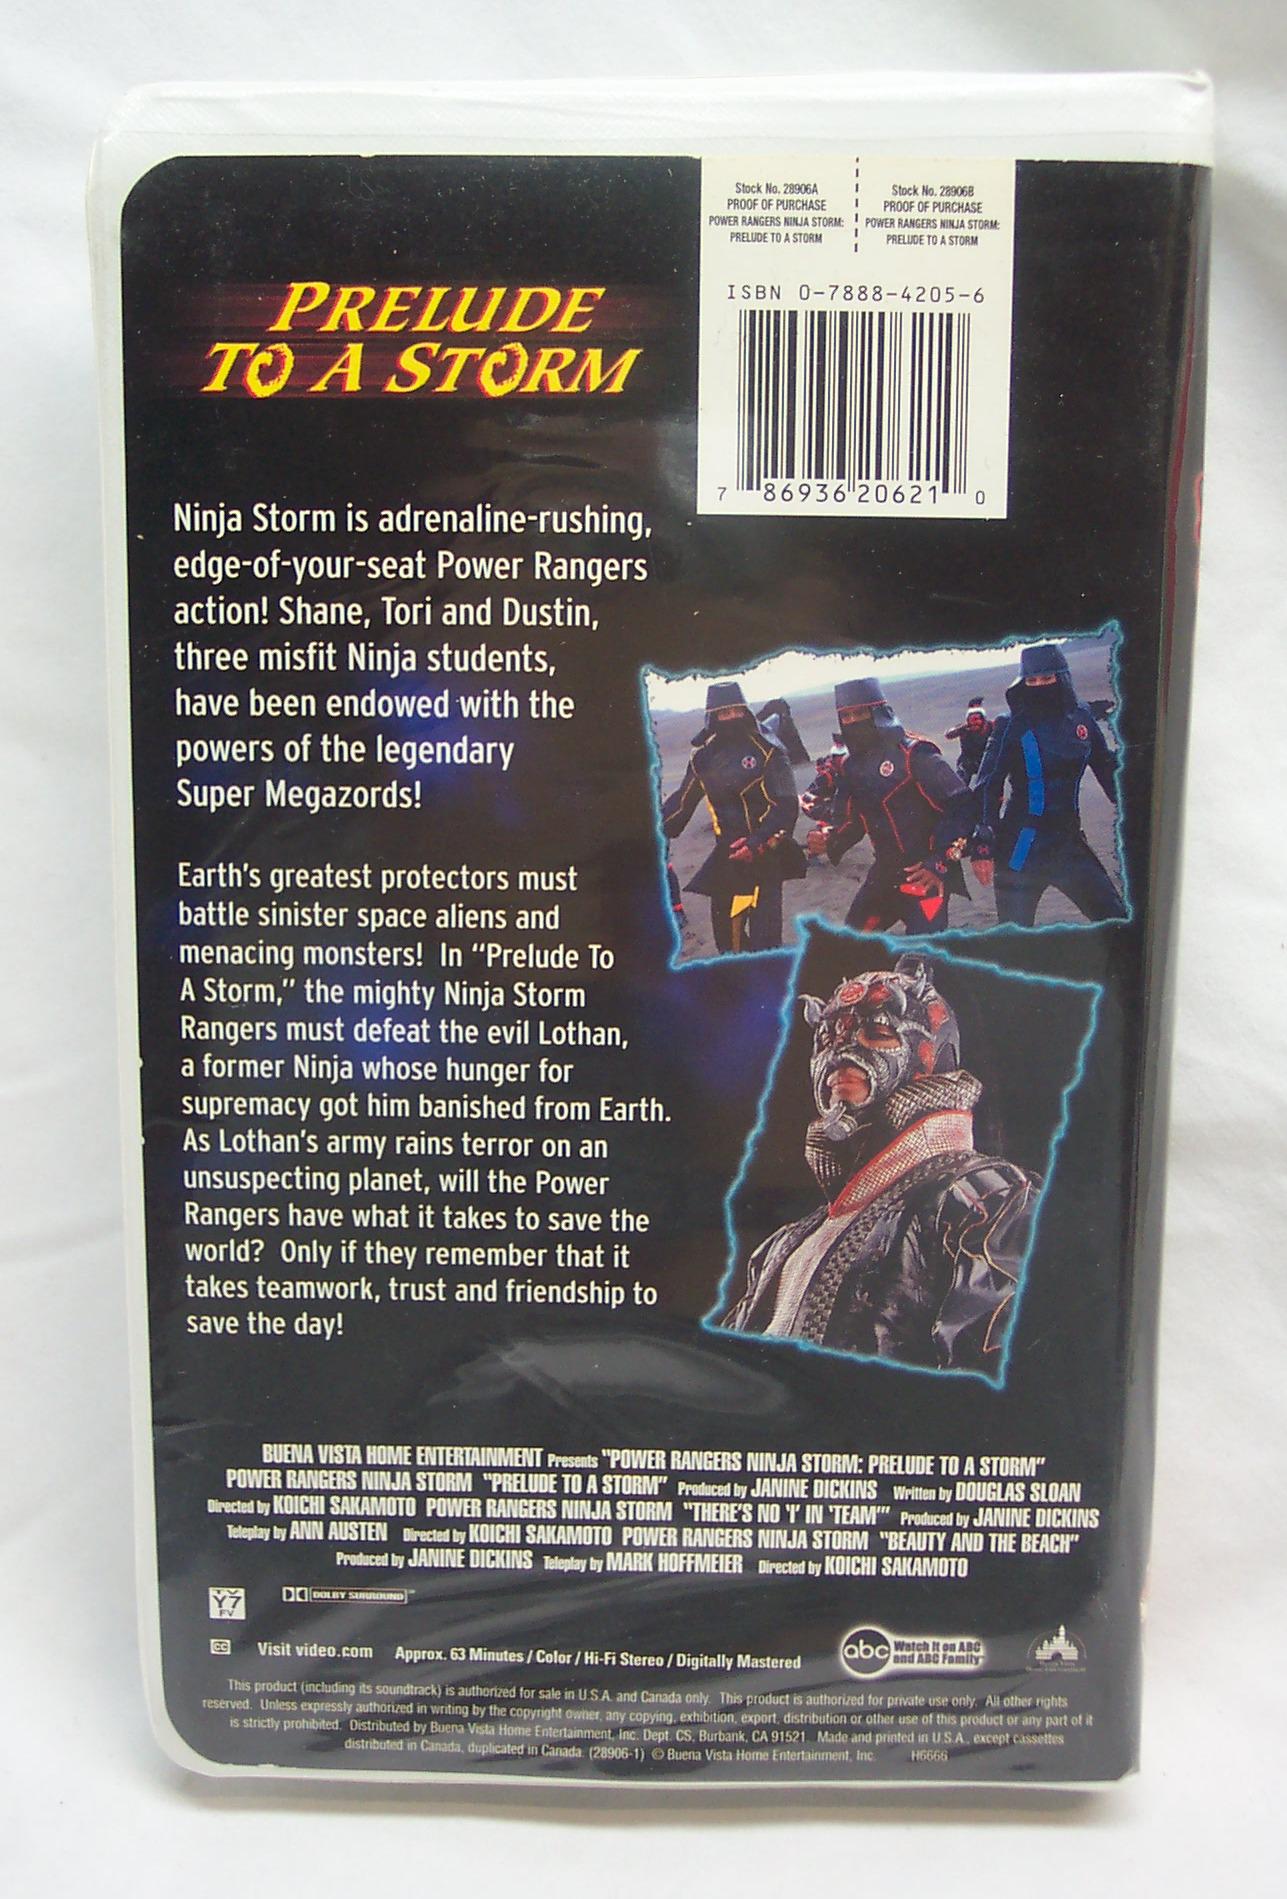 Stock No. 28906A
PROOF OF PURCHASE
POWER RANGERS NINJA STORM:
PRELUDE TO A STORM
Stock No. 28906B
PROOF OF PURCHASE
POWER RANGERS NINJA STORM:
PRELUDE TO A STORM
ISBN 0-7888-4205-6
7 86936 20621 0
PRELUDE
TO A STORM
Ninja Storm is adrenaline-rushing,
edge-of-your-seat Power Rangers
action! Shane, Tori and Dustin,
three misfit Ninja students,
have been endowed with the
powers of the legendary
Super Megazords!
Earth's greatest protectors must
battle sinister space aliens and
menacing monsters! In "Prelude To
A Storm," the mighty Ninja Storm
Rangers must defeat the evil Lothan,
a former Ninja whose hunger for
supremacy got him banished from Earth.
As Lothan's army rains terror on an
unsuspecting planet, will the Power
Rangers have what it takes to save the
world? Only if they remember that it
takes teamwork, trust and friendship to
save the day!
BUENA VISTA HOME ENTERTAINMENT Presents "POWER RANGERS NINJA STORM: PRELUDE TO A STORM"
POWER RANGERS NINJA STORM "PRELUDE TO A STORM" Produced by JANINE DICKINS Written by DOUGLAS SLOAN
Directed by KOICHI SAKAMOTO POWER RANGERS NINJA STORM "THERE'S NO 'I' IN 'TEAM'" Produced by JANINE DICKINS
Teleplay by ANN AUSTEN Directed by KOICHI SAKAMOTO POWER RANGERS NINJA STORM "BEAUTY AND THE BEACH"
Produced by JANINE DICKINS Teleplay by MARK HOFFMEIER Directed by KOICHI SAKAMOTO
Y7
FV
DOLBY SURROUND
CC Visit video.com Approx. 63 Minutes / Color / Hi-Fi Stereo / Digitally Mastered
abc Watch It on ABC
and ABC Family
This product (including its soundtrack) is authorized for sale in U.S.A. and Canada only. This product is authorized for private use only. All other rights
reserved. Unless expressly authorized in writing by the copyright owner, any copying, exhibition, export, distribution or other use of this product or any part of it
is strictly prohibited. Distributed by Buena Vista Home Entertainment, Inc. Dept. CS, Burbank, CA 91521. Made and printed in U.S.A., except cassettes
distributed in Canada, duplicated in Canada. (28906-1) © Buena Vista Home Entertainment, Inc. H6666